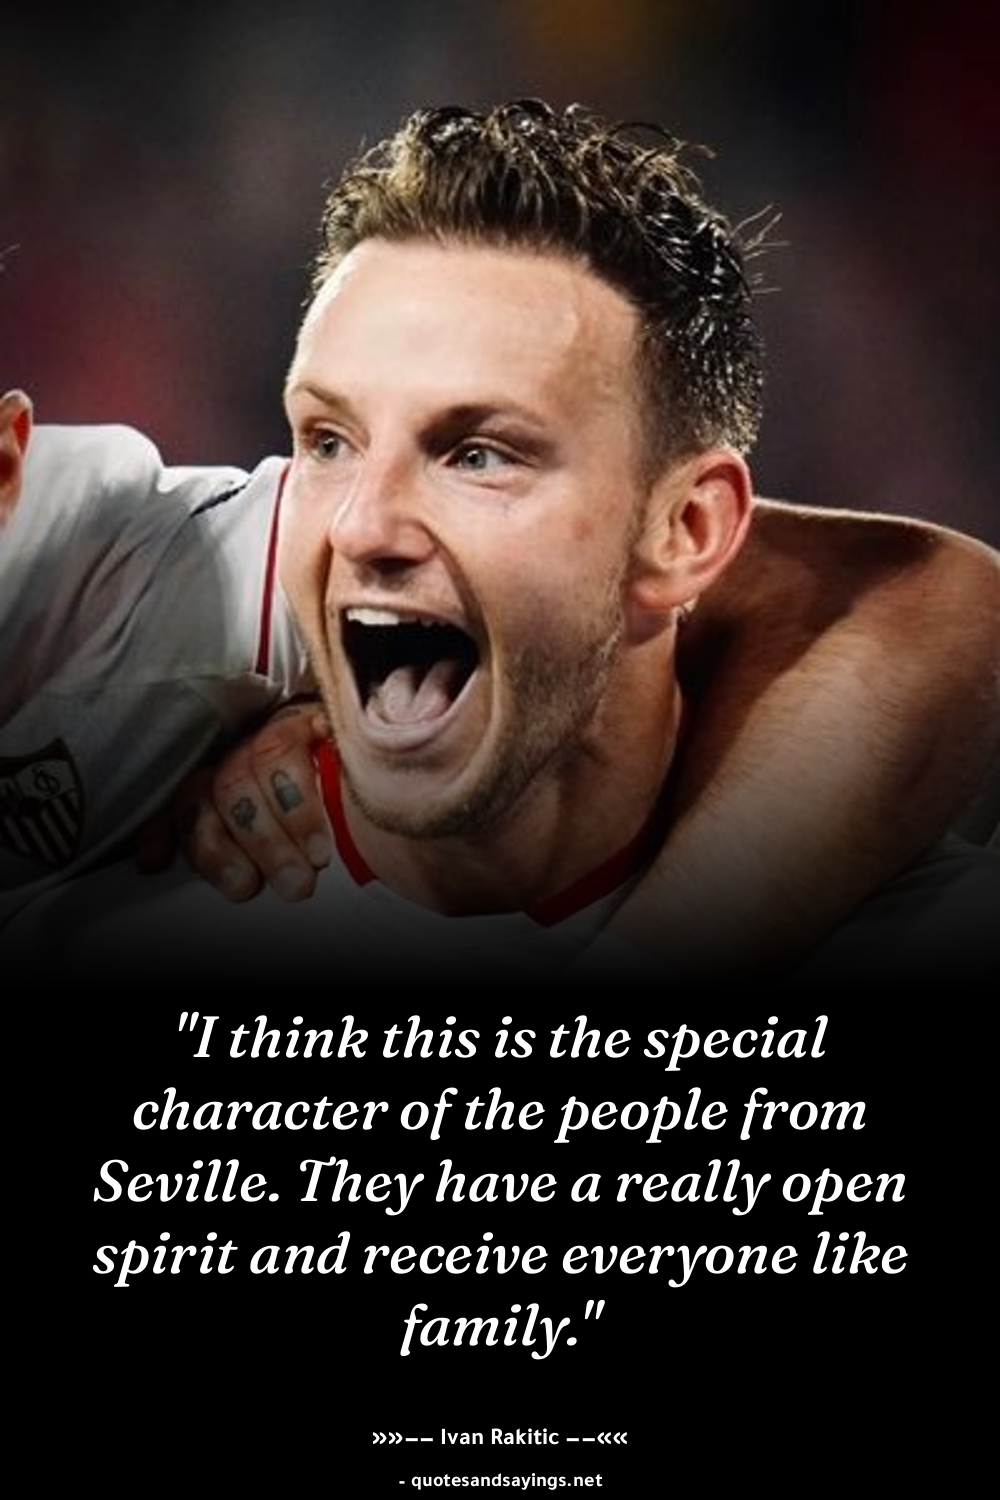 "I think this is the special
character of the people from
Seville. They have a really open
spirit and receive everyone like
family."
»»–– Ivan Rakitic ––««
- quotesandsayings.net